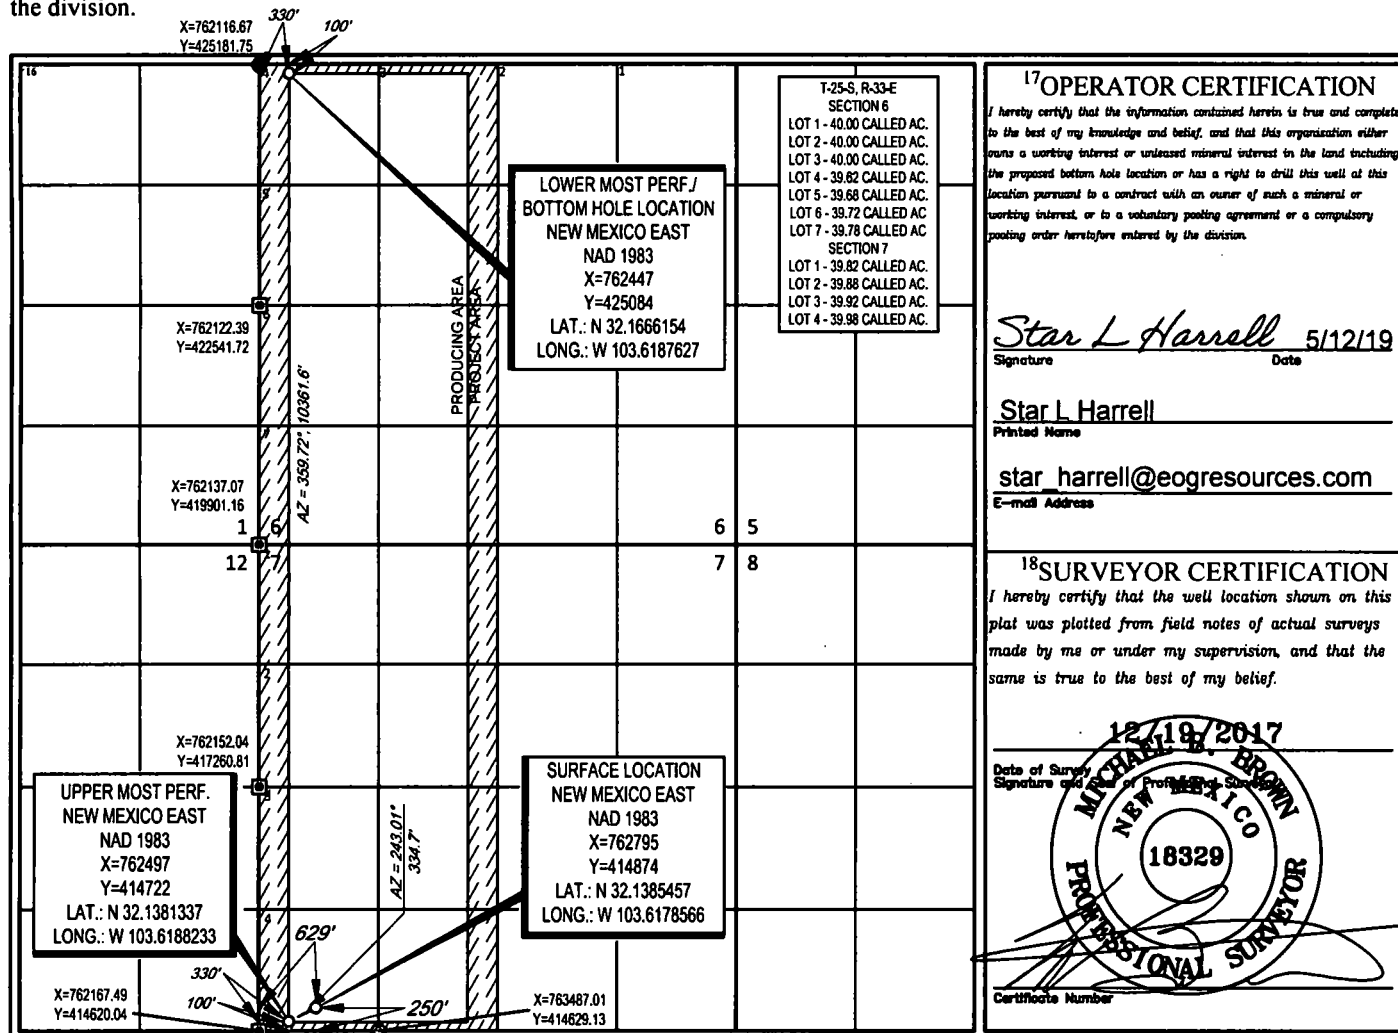 the division.
X=762116.67
Y=425181.75
330'
100'
16
4
3
2
1
T-25-S, R-33-E
SECTION 6
LOT 1 - 40.00 CALLED AC.
LOT 2 - 40.00 CALLED AC.
LOT 3 - 40.00 CALLED AC.
LOT 4 - 39.62 CALLED AC.
LOT 5 - 39.68 CALLED AC.
LOT 6 - 39.72 CALLED AC
LOT 7 - 39.78 CALLED AC
SECTION 7
LOT 1 - 39.82 CALLED AC.
LOT 2 - 39.88 CALLED AC.
LOT 3 - 39.92 CALLED AC.
LOT 4 - 39.98 CALLED AC.
LOWER MOST PERF./
BOTTOM HOLE LOCATION
NEW MEXICO EAST
NAD 1983
X=762447
Y=425084
LAT.: N 32.1666154
LONG.: W 103.6187627
5
PRODUCING AREA
PROJECT AREA
X=762122.39
Y=422541.72
6
AZ = 359.72°, 10361.6'
7
X=762137.07
Y=419901.16
1 6
6 5
12 7
7 8
X=762152.04
Y=417260.81
UPPER MOST PERF.
NEW MEXICO EAST
NAD 1983
X=762497
Y=414722
LAT.: N 32.1381337
LONG.: W 103.6188233
AZ = 243.01°
334.7'
SURFACE LOCATION
NEW MEXICO EAST
NAD 1983
X=762795
Y=414874
LAT.: N 32.1385457
LONG.: W 103.6178566
629'
330'
100'
250'
X=762167.49
Y=414620.04
X=763487.01
Y=414629.13
17OPERATOR CERTIFICATION
I hereby certify that the information contained herein is true and complete
to the best of my knowledge and belief, and that this organization either
owns a working interest or unleased mineral interest in the land including
the proposed bottom hole location or has a right to drill this well at this
location pursuant to a contract with an owner of such a mineral or
working interest, or to a voluntary pooling agreement or a compulsory
pooling order heretofore entered by the division.
Star L Harrell 5/12/19
Signature Date
Star L Harrell
Printed Name
star_harrell@eogresources.com
E-mail Address
18SURVEYOR CERTIFICATION
I hereby certify that the well location shown on this
plat was plotted from field notes of actual surveys
made by me or under my supervision, and that the
same is true to the best of my belief.
12/19/2017
Date of Survey
Signature and Seal of Professional Surveyor
MICHAEL B. BROWN
NEW MEXICO
18329
PROFESSIONAL SURVEYOR
Certificate Number